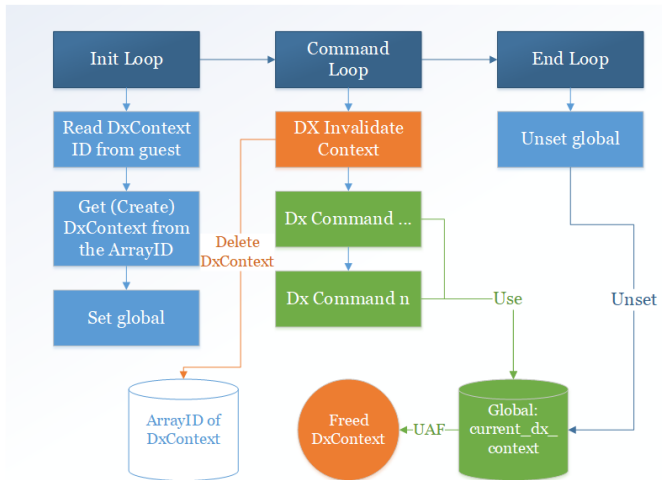 Init Loop
Command
Loop
End Loop
Read DxContext
ID from guest
DX Invalidate
Context
Unset global
Get (Create)
DxContext from
the ArrayID
Dx Command ...
Delete
DxContext
Set global
Dx Command n
Use
Unset
ArrayID of
DxContext
Freed
DxContext
UAF
Global:
current_dx_
context